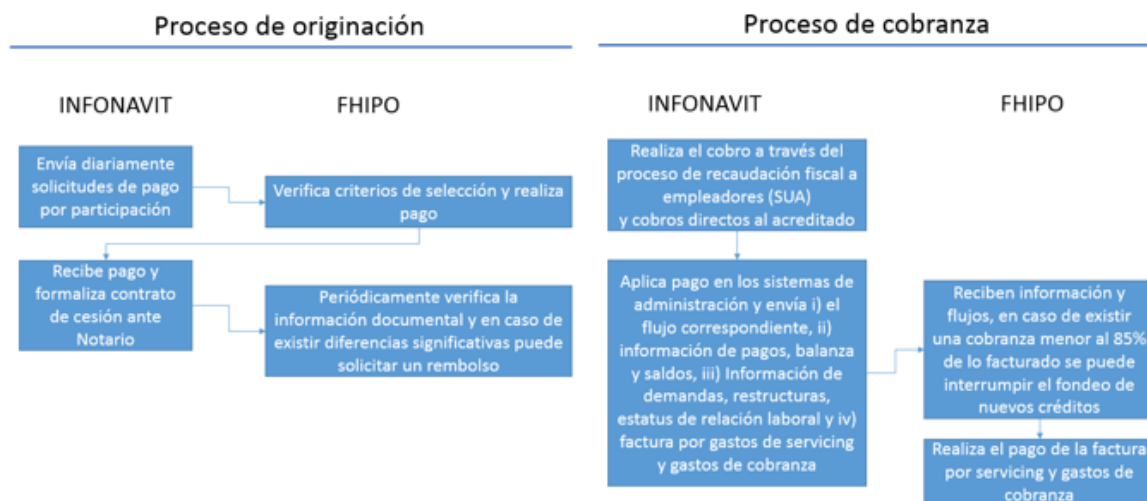 Proceso de originación
INFONAVIT
FHIPO
Envía diariamente
solicitudes de pago
por participación
Verifica criterios de selección y realiza
pago
Recibe pago y
formaliza contrato
de cesión ante
Notario
Periódicamente verifica la
información documental y en caso de
existir diferencias significativas puede
solicitar un rembolso
Proceso de cobranza
INFONAVIT
FHIPO
Realiza el cobro a través del
proceso de recaudación fiscal a
empleadores (SUA)
y cobros directos al acreditado
Aplica pago en los sistemas de
administración y envía i) el
flujo correspondiente, ii)
información de pagos, balanza
y saldos, iii) Información de
demandas, restructuras,
estatus de relación laboral y iv)
factura por gastos de servicing
y gastos de cobranza
Reciben información y
flujos, en caso de existir
una cobranza menor al 85%
de lo facturado se puede
interrumpir el fondeo de
nuevos créditos
Realiza el pago de la factura
por servicing y gastos de
cobranza